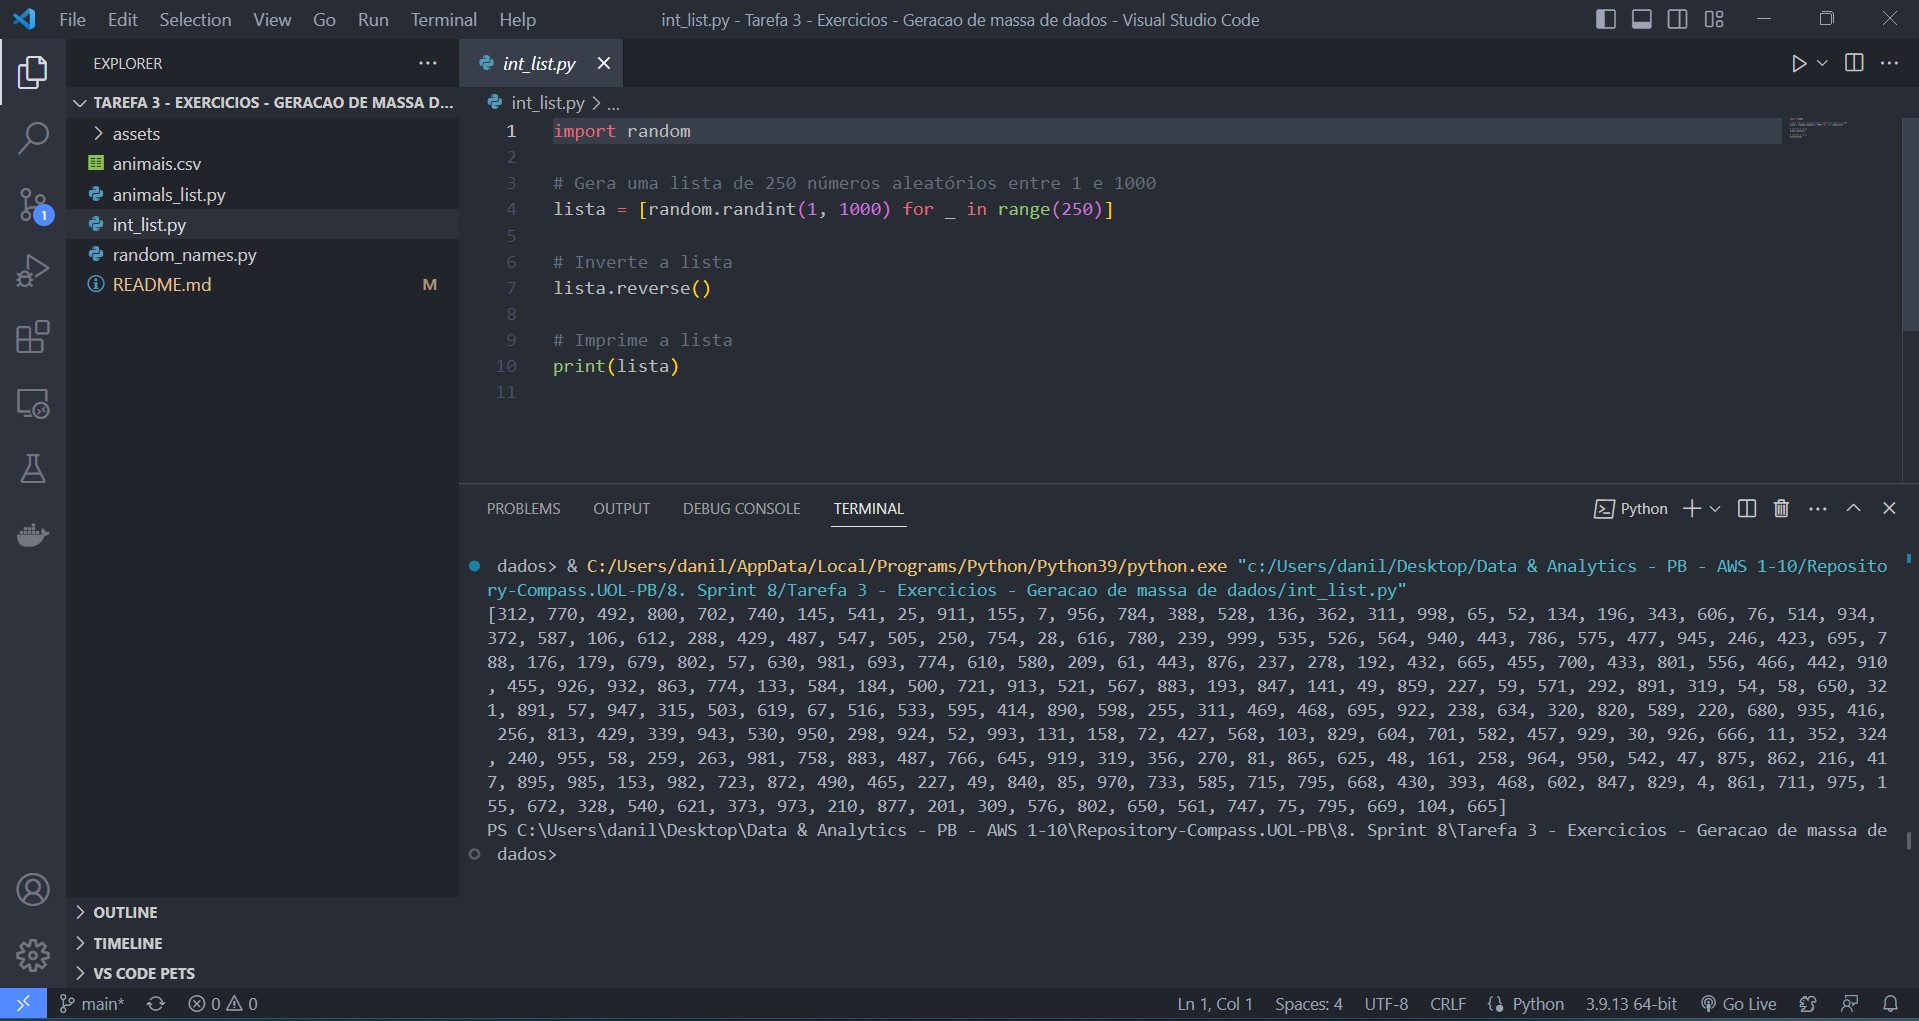 File Edit Selection View Go Run Terminal Help
int_list.py - Tarefa 3 - Exercicios - Geracao de massa de dados - Visual Studio Code
EXPLORER
TAREFA 3 - EXERCICIOS - GERACAO DE MASSA D...
assets
animais.csv
animals_list.py
int_list.py
random_names.py
README.md M
1
OUTLINE
TIMELINE
VS CODE PETS
int_list.py
int_list.py > ...
1 import random
2
3 # Gera uma lista de 250 números aleatórios entre 1 e 1000
4 lista = [random.randint(1, 1000) for _ in range(250)]
5
6 # Inverte a lista
7 lista.reverse()
8
9 # Imprime a lista
10 print(lista)
11
PROBLEMS OUTPUT DEBUG CONSOLE TERMINAL
Python
dados> & C:/Users/danil/AppData/Local/Programs/Python/Python39/python.exe "c:/Users/danil/Desktop/Data & Analytics - PB - AWS 1-10/Reposito
ry-Compass.UOL-PB/8. Sprint 8/Tarefa 3 - Exercicios - Geracao de massa de dados/int_list.py"
[312, 770, 492, 800, 702, 740, 145, 541, 25, 911, 155, 7, 956, 784, 388, 528, 136, 362, 311, 998, 65, 52, 134, 196, 343, 606, 76, 514, 934,
372, 587, 106, 612, 288, 429, 487, 547, 505, 250, 754, 28, 616, 780, 239, 999, 535, 526, 564, 940, 443, 786, 575, 477, 945, 246, 423, 695, 7
88, 176, 179, 679, 802, 57, 630, 981, 693, 774, 610, 580, 209, 61, 443, 876, 237, 278, 192, 432, 665, 455, 700, 433, 801, 556, 466, 442, 910
, 455, 926, 932, 863, 774, 133, 584, 184, 500, 721, 913, 521, 567, 883, 193, 847, 141, 49, 859, 227, 59, 571, 292, 891, 319, 54, 58, 650, 32
1, 891, 57, 947, 315, 503, 619, 67, 516, 533, 595, 414, 890, 598, 255, 311, 469, 468, 695, 922, 238, 634, 320, 820, 589, 220, 680, 935, 416,
256, 813, 429, 339, 943, 530, 950, 298, 924, 52, 993, 131, 158, 72, 427, 568, 103, 829, 604, 701, 582, 457, 929, 30, 926, 666, 11, 352, 324
, 240, 955, 58, 259, 263, 981, 758, 883, 487, 766, 645, 919, 319, 356, 270, 81, 865, 625, 48, 161, 258, 964, 950, 542, 47, 875, 862, 216, 41
7, 895, 985, 153, 982, 723, 872, 490, 465, 227, 49, 840, 85, 970, 733, 585, 715, 795, 668, 430, 393, 468, 602, 847, 829, 4, 861, 711, 975, 1
55, 672, 328, 540, 621, 373, 973, 210, 877, 201, 309, 576, 802, 650, 561, 747, 75, 795, 669, 104, 665]
PS C:\Users\danil\Desktop\Data & Analytics - PB - AWS 1-10\Repository-Compass.UOL-PB\8. Sprint 8\Tarefa 3 - Exercicios - Geracao de massa de
dados>
main* 0 0 Ln 1, Col 1 Spaces: 4 UTF-8 CRLF Python 3.9.13 64-bit Go Live